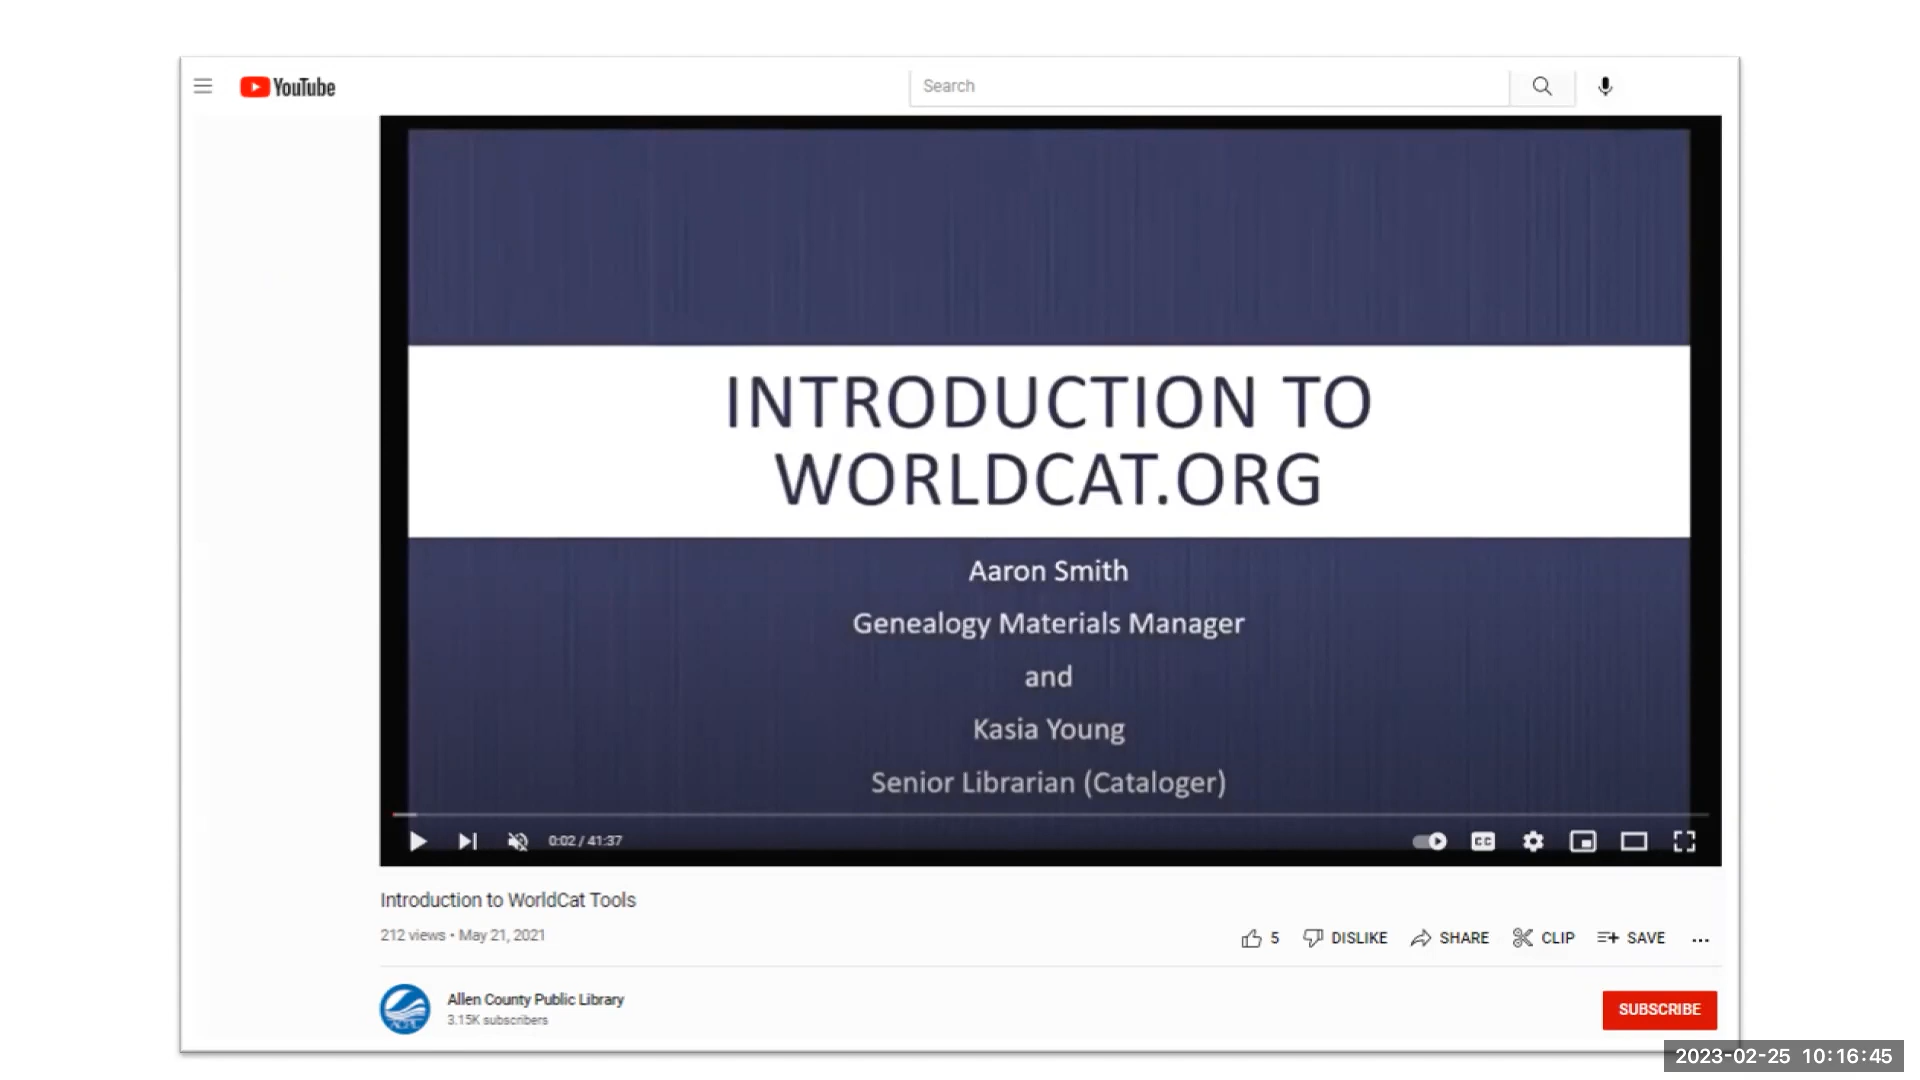 YouTube
Search
INTRODUCTION TO
WORLDCAT.ORG
Aaron Smith
Genealogy Materials Manager
and
Kasia Young
Senior Librarian (Cataloger)
0:02 / 41:37
CC
Introduction to WorldCat Tools
212 views • May 21, 2021
5 DISLIKE SHARE CLIP SAVE ...
Allen County Public Library
3.15K subscribers
SUBSCRIBE
2023-02-25 10:16:45